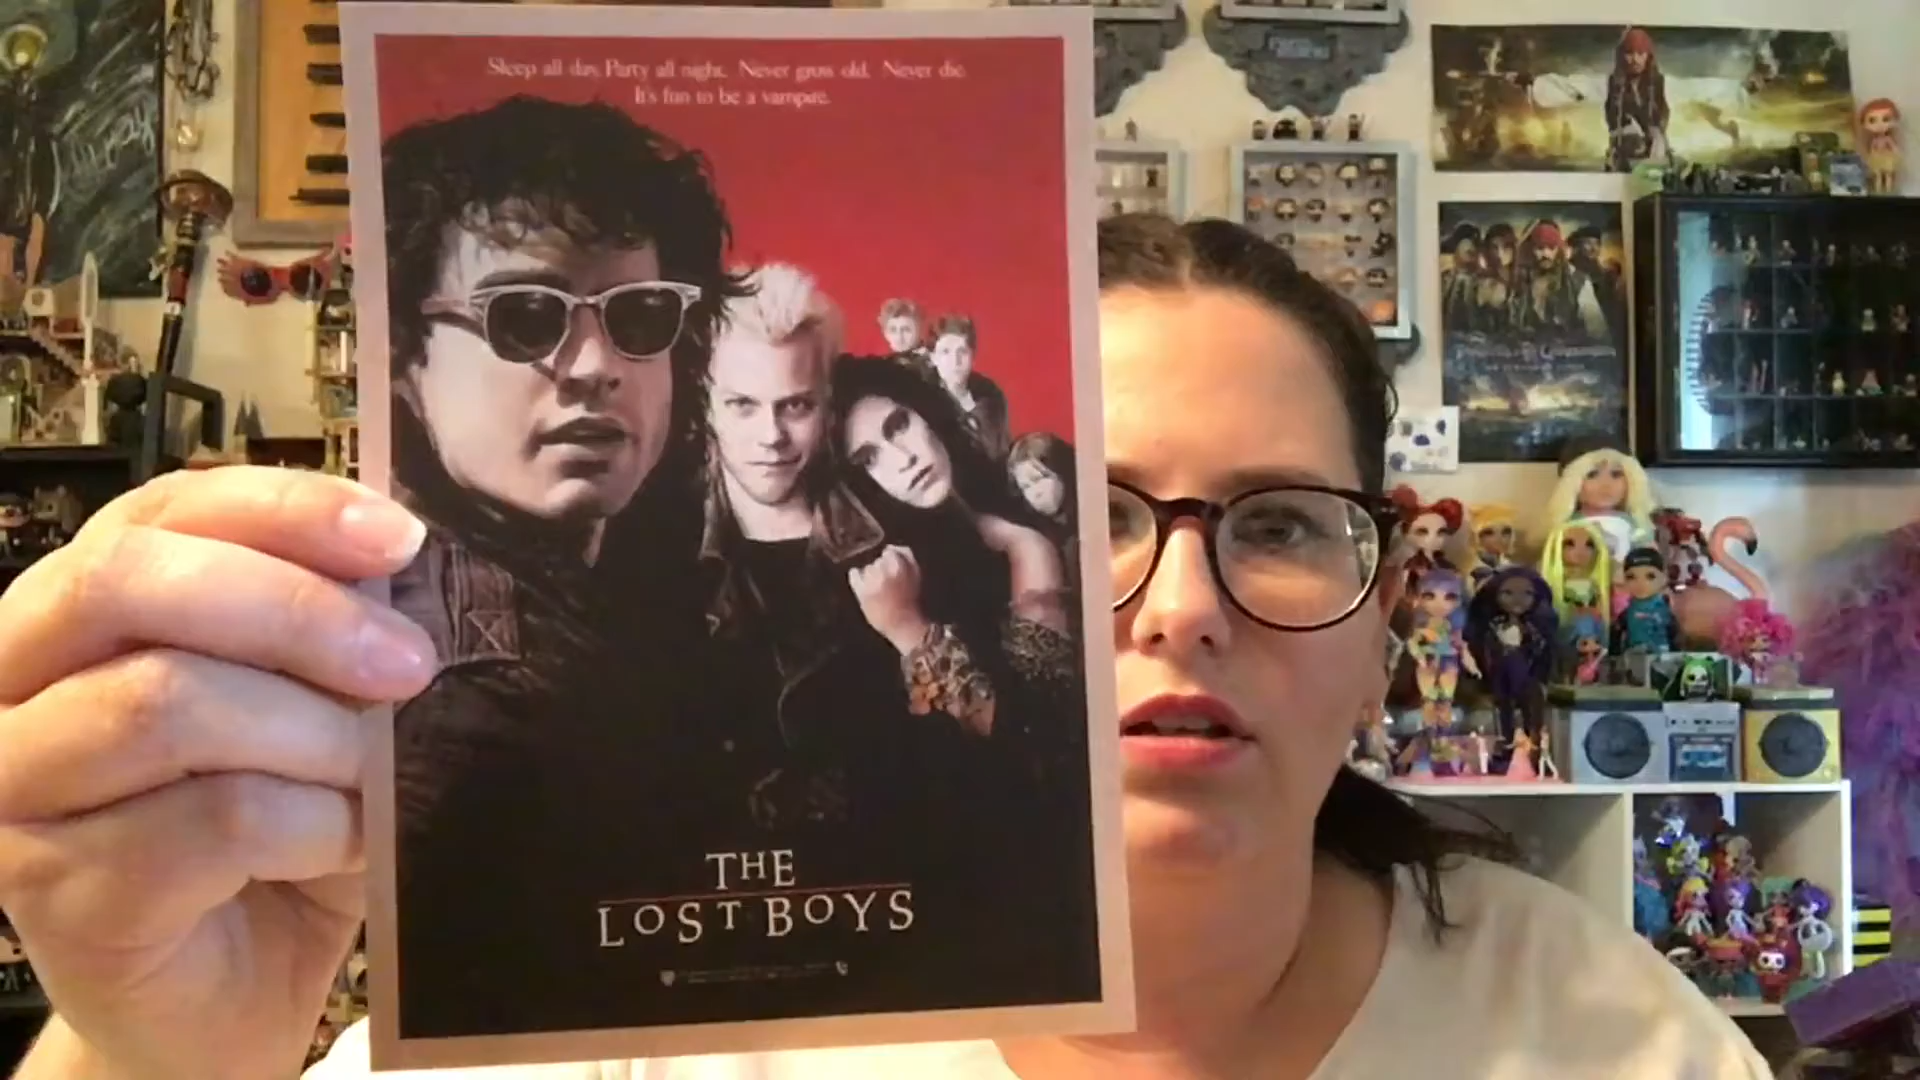 Sleep all day. Party all night. Never grow old. Never die.
It's fun to be a vampire.
THE
LOST BOYS